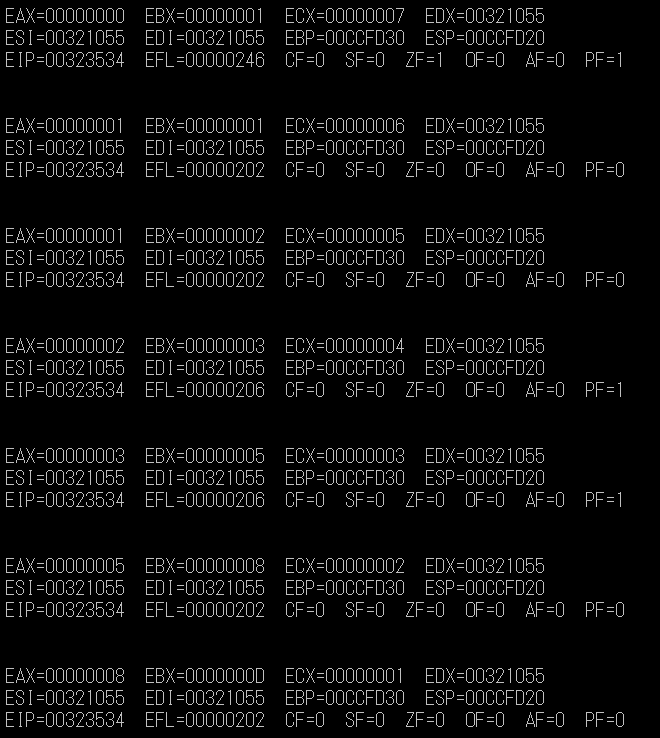 EAX=00000000 EBX=00000001 ECX=00000007 EDX=00321055
ESI=00321055 EDI=00321055 EBP=00CCFD30 ESP=00CCFD20
EIP=00323534 EFL=00000246 CF=0 SF=0 ZF=1 OF=0 AF=0 PF=1
EAX=00000001 EBX=00000001 ECX=00000006 EDX=00321055
ESI=00321055 EDI=00321055 EBP=00CCFD30 ESP=00CCFD20
EIP=00323534 EFL=00000202 CF=0 SF=0 ZF=0 OF=0 AF=0 PF=0
EAX=00000001 EBX=00000002 ECX=00000005 EDX=00321055
ESI=00321055 EDI=00321055 EBP=00CCFD30 ESP=00CCFD20
EIP=00323534 EFL=00000202 CF=0 SF=0 ZF=0 OF=0 AF=0 PF=0
EAX=00000002 EBX=00000003 ECX=00000004 EDX=00321055
ESI=00321055 EDI=00321055 EBP=00CCFD30 ESP=00CCFD20
EIP=00323534 EFL=00000206 CF=0 SF=0 ZF=0 OF=0 AF=0 PF=1
EAX=00000003 EBX=00000005 ECX=00000003 EDX=00321055
ESI=00321055 EDI=00321055 EBP=00CCFD30 ESP=00CCFD20
EIP=00323534 EFL=00000206 CF=0 SF=0 ZF=0 OF=0 AF=0 PF=1
EAX=00000005 EBX=00000008 ECX=00000002 EDX=00321055
ESI=00321055 EDI=00321055 EBP=00CCFD30 ESP=00CCFD20
EIP=00323534 EFL=00000202 CF=0 SF=0 ZF=0 OF=0 AF=0 PF=0
EAX=00000008 EBX=0000000D ECX=00000001 EDX=00321055
ESI=00321055 EDI=00321055 EBP=00CCFD30 ESP=00CCFD20
EIP=00323534 EFL=00000202 CF=0 SF=0 ZF=0 OF=0 AF=0 PF=0